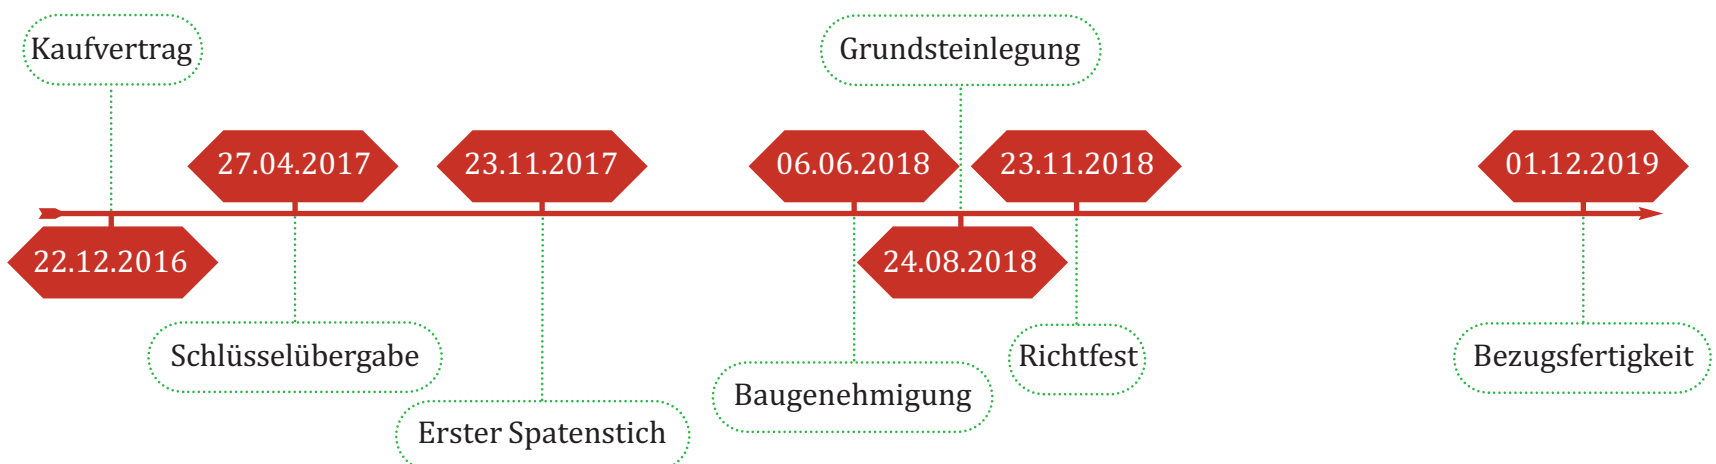 Kaufvertrag
Grundsteinlegung
27.04.2017
23.11.2017
06.06.2018
23.11.2018
01.12.2019
22.12.2016
24.08.2018
Schlüsselübergabe
Richtfest
Bezugsfertigkeit
Baugenehmigung
Erster Spatenstich